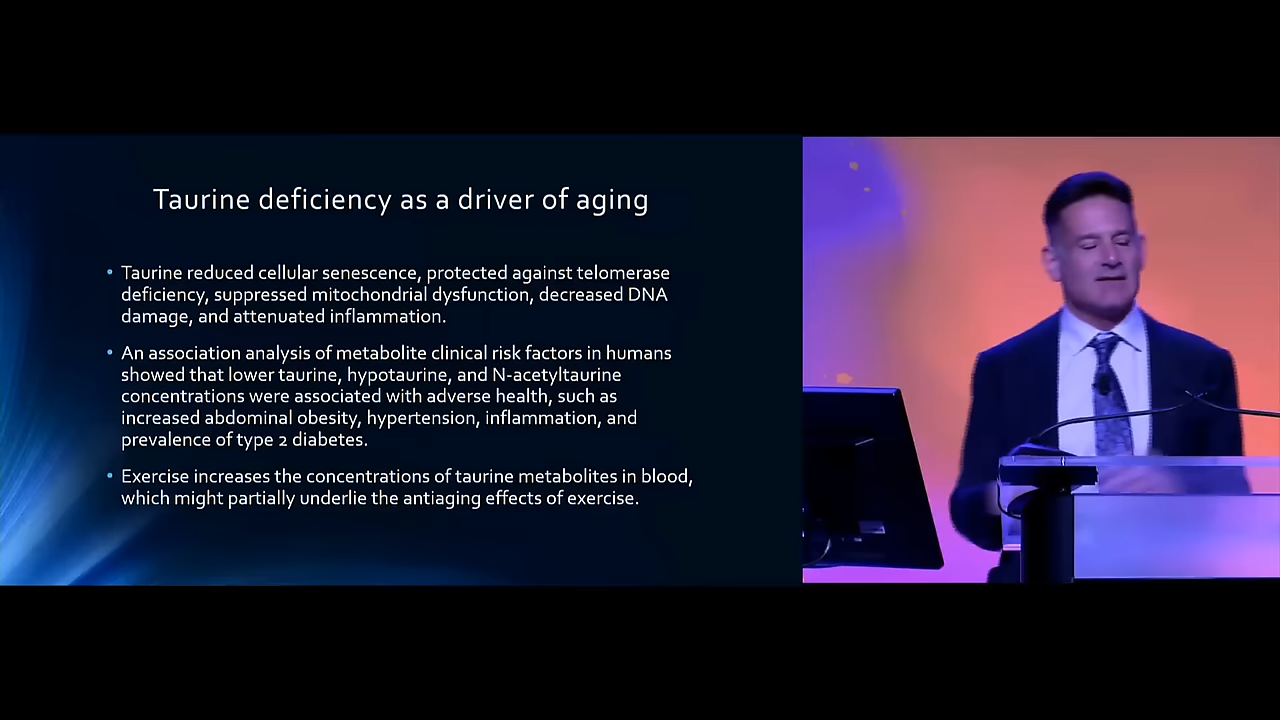 Taurine deficiency as a driver of aging
• Taurine reduced cellular senescence, protected against telomerase
deficiency, suppressed mitochondrial dysfunction, decreased DNA
damage, and attenuated inflammation.
• An association analysis of metabolite clinical risk factors in humans
showed that lower taurine, hypotaurine, and N-acetyltaurine
concentrations were associated with adverse health, such as
increased abdominal obesity, hypertension, inflammation, and
prevalence of type 2 diabetes.
• Exercise increases the concentrations of taurine metabolites in blood,
which might partially underlie the antiaging effects of exercise.